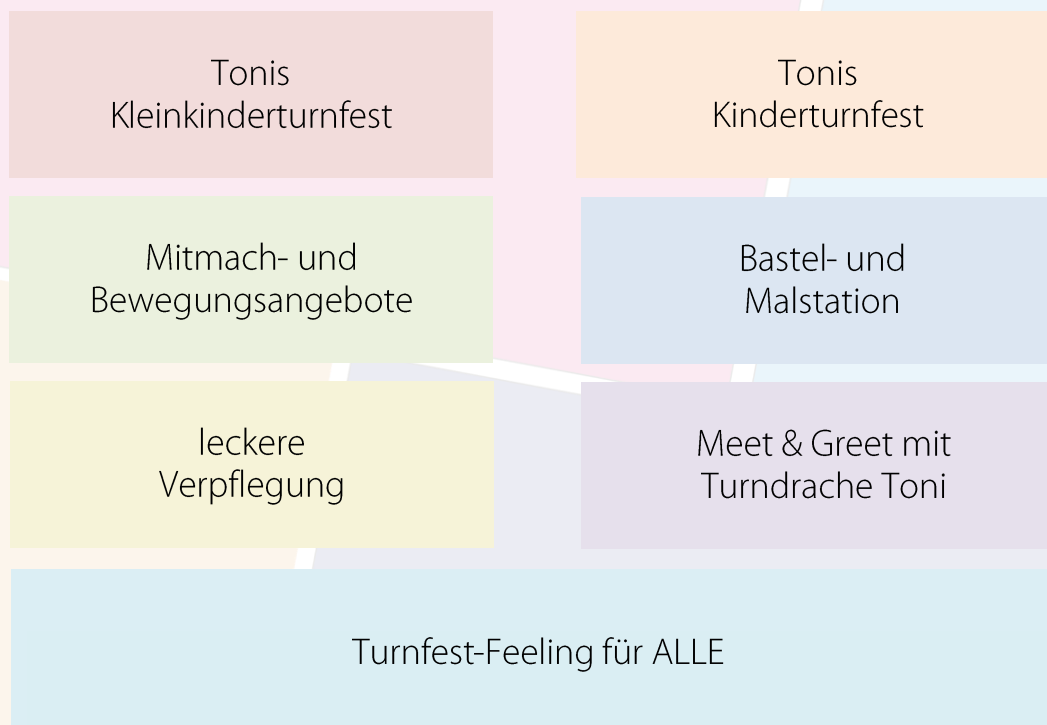 Tonis
Kleinkinderturnfest
Tonis
Kinderturnfest
Mitmach- und
Bewegungsangebote
Bastel- und
Malstation
leckere
Verpflegung
Meet & Greet mit
Turndrache Toni
Turnfest-Feeling für ALLE